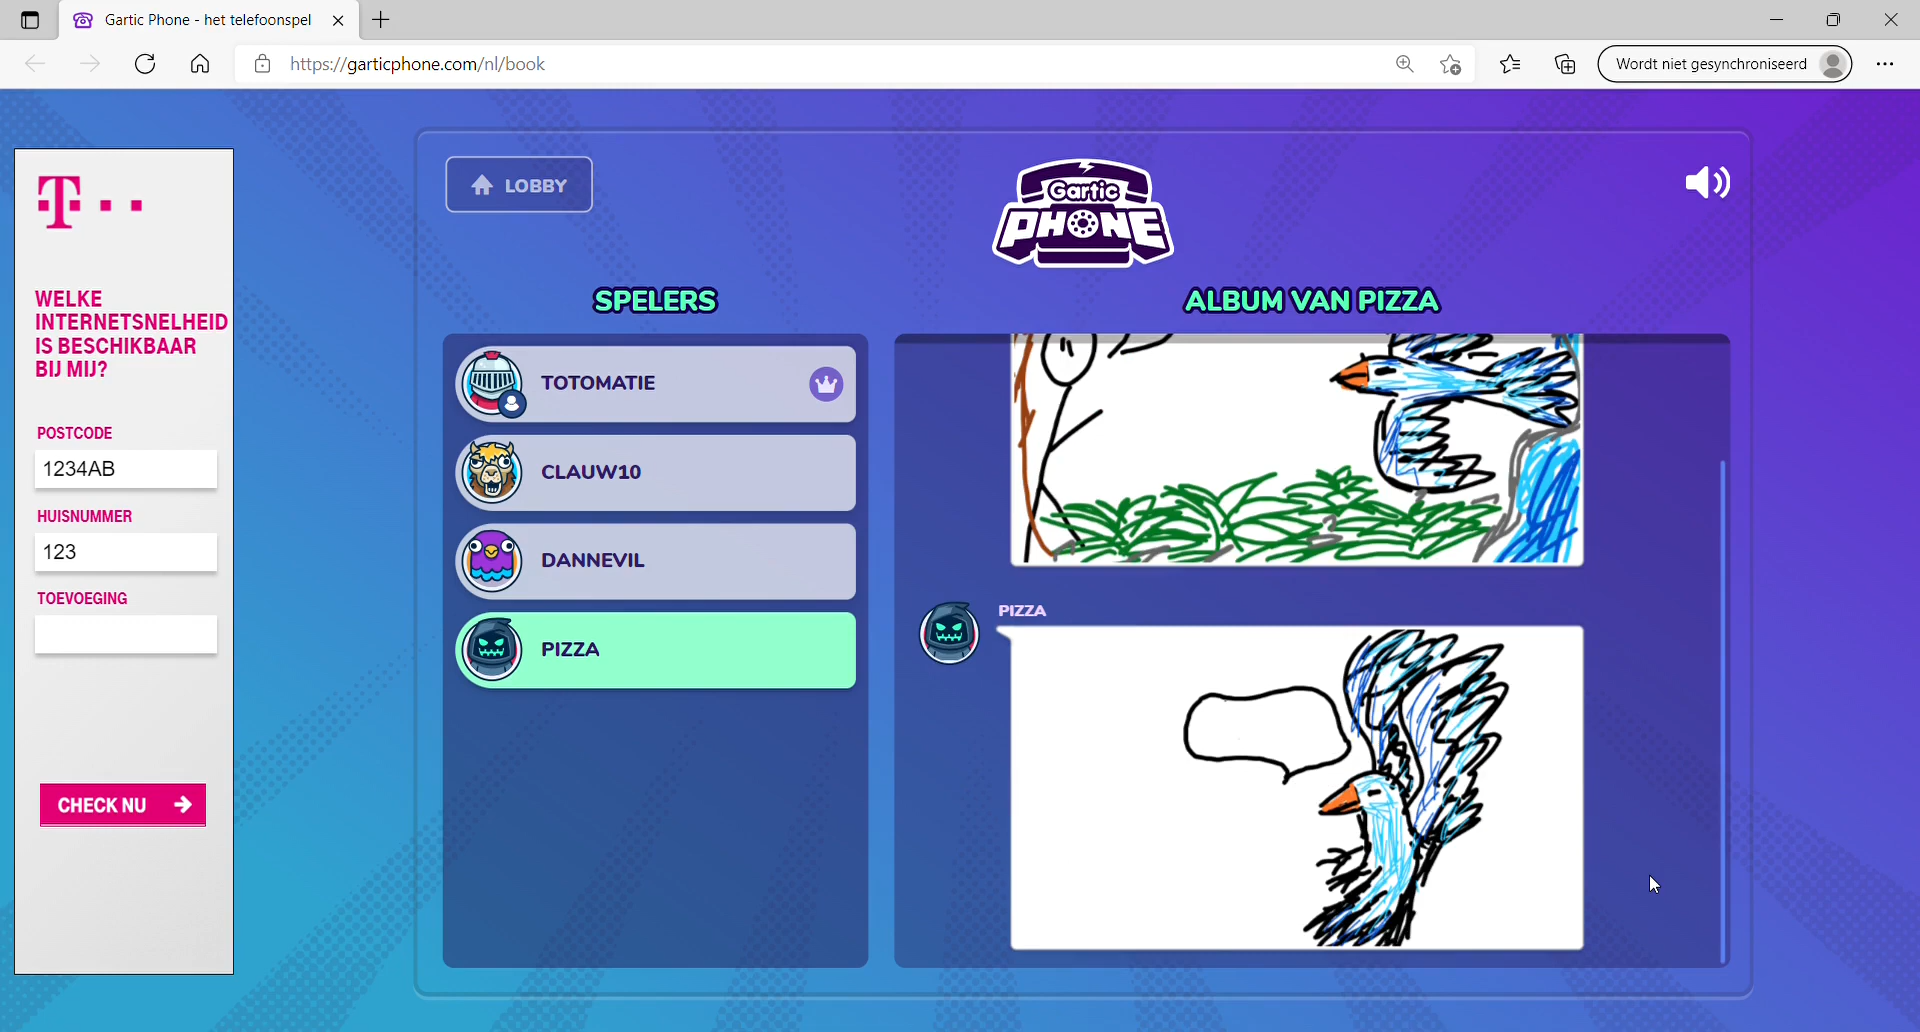 Gartic Phone - het telefoonspel
https://garticphone.com/nl/book
Wordt niet gesynchroniseerd
T
WELKE
INTERNETSNELHEID
IS BESCHIKBAAR
BIJ MIJ?
POSTCODE
1234AB
HUISNUMMER
123
TOEVOEGING
CHECK NU
LOBBY
Gartic
PHONE
SPELERS
TOTOMATIE
CLAUW10
DANNEVIL
PIZZA
ALBUM VAN PIZZA
PIZZA